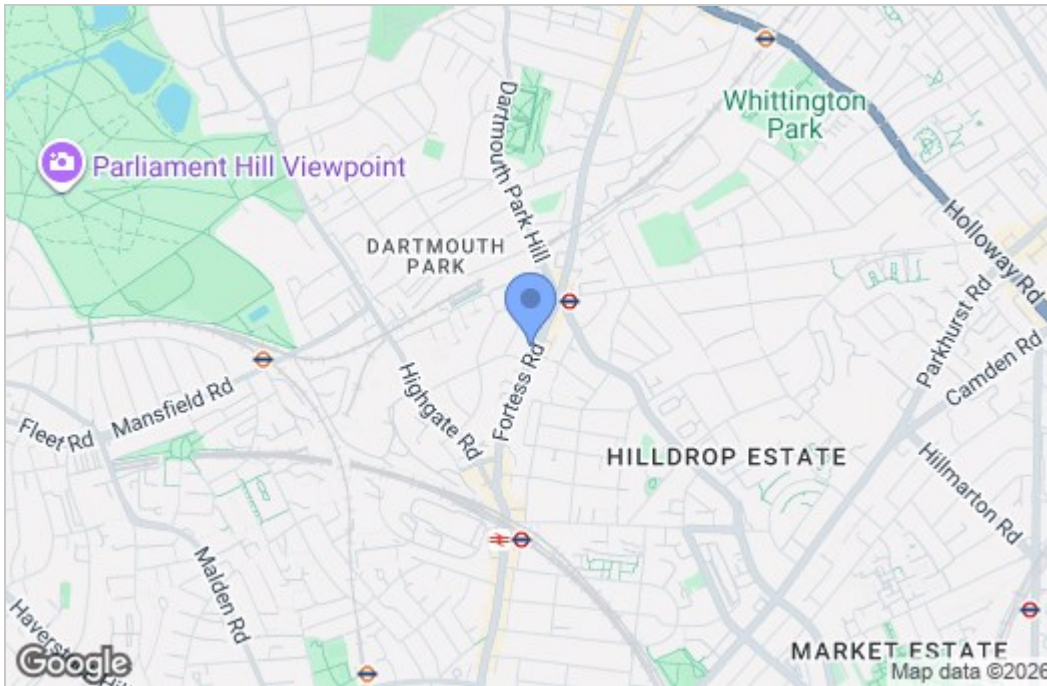 Dartmouth Park Hill
Whittington
Park
Parliament Hill Viewpoint
Holloway Rd
DARTMOUTH
PARK
Parkhurst Rd
Camden Rd
Fortess Rd
Highgate Rd
Mansfield Rd
Fleet Rd
HILLDROP ESTATE
Hillmarton Rd
Malden Rd
MARKET ESTATE
Google
Map data ©2026